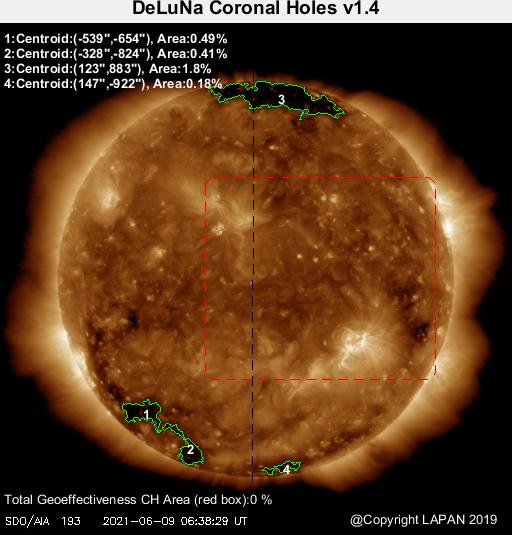 DeLuNa Coronal Holes v1.4
1:Centroid:(-539",-654"), Area:0.49%
2:Centroid:(-328",-824"), Area:0.41%
3:Centroid:(123",883"), Area:1.8%
4:Centroid:(147",-922"), Area:0.18%
3
1
2
4
Total Geoeffectiveness CH Area (red box):0 %
SDO/AIA 193 2021-06-09 06:38:29 UT
@Copyright LAPAN 2019